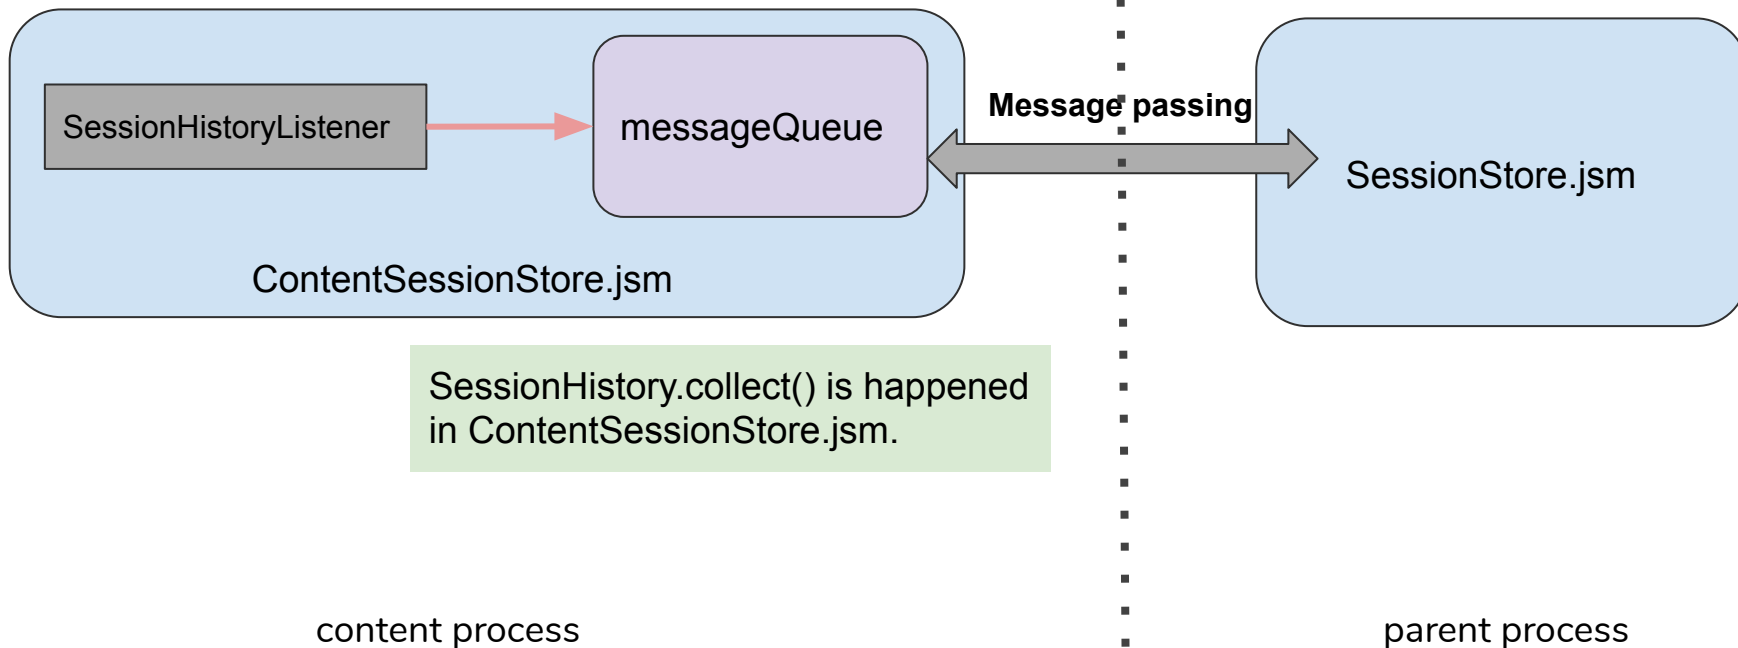 Message passing
SessionHistoryListener
messageQueue
SessionStore.jsm
ContentSessionStore.jsm
SessionHistory.collect() is happened
in ContentSessionStore.jsm.
content process
parent process